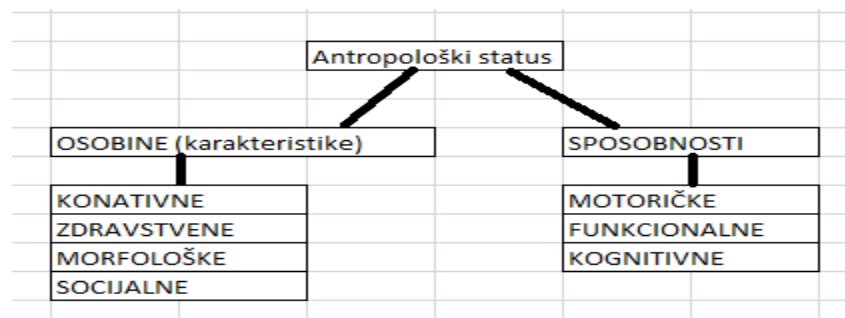 Antropološki status
OSOBINE (karakteristike)
SPOSOBNOSTI
KONATIVNE
ZDRAVSTVENE
MORFOLOŠKE
SOCIJALNE
MOTORIČKE
FUNKCIONALNE
KOGNITIVNE